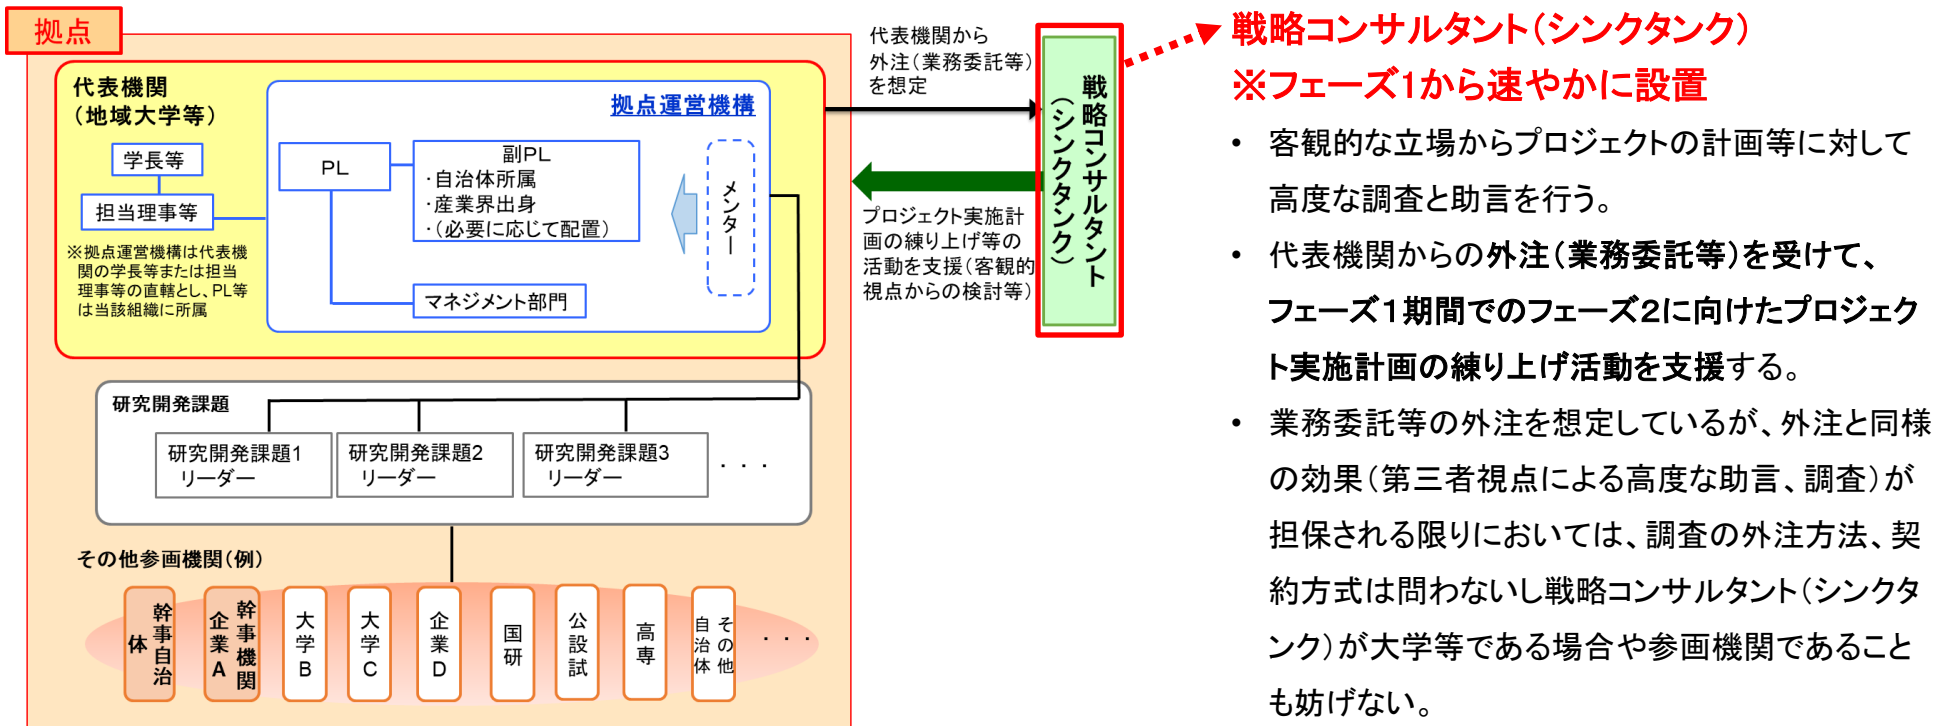 拠点
代表機関
（地域大学等）
学長等
担当理事等
※拠点運営機構は代表機
関の学長等または担当
理事等の直轄とし、PL等
は当該組織に所属
拠点運営機構
PL
副PL
・自治体所属
・産業界出身
・（必要に応じて配置）
マネジメント部門
メンター
代表機関から
外注（業務委託等）
を想定
プロジェクト実施計
画の練り上げ等の
活動を支援（客観的
視点からの検討等）
戦略コンサルタント
（シンクタンク）
研究開発課題
研究開発課題1
リーダー
研究開発課題2
リーダー
研究開発課題3
リーダー
・・・
その他参画機関（例）
幹事自治
体
幹事機関
企業A
大学B
大学C
企業D
国研
公設試
高専
その他
自治体
・・・
戦略コンサルタント（シンクタンク）
※フェーズ1から速やかに設置
• 客観的な立場からプロジェクトの計画等に対して
高度な調査と助言を行う。
• 代表機関からの外注（業務委託等）を受けて、
フェーズ１期間でのフェーズ２に向けたプロジェク
ト実施計画の練り上げ活動を支援する。
• 業務委託等の外注を想定しているが、外注と同様
の効果（第三者視点による高度な助言、調査）が
担保される限りにおいては、調査の外注方法、契
約方式は問わないし戦略コンサルタント（シンクタ
ンク）が大学等である場合や参画機関であること
も妨げない。